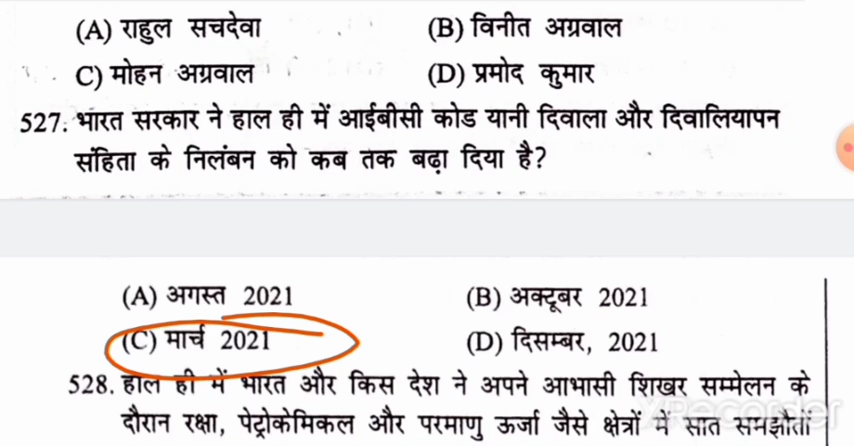 (A) राहुल सचदेवा (B) विनीत अग्रवाल
C) मोहन अग्रवाल (D) प्रमोद कुमार
527. भारत सरकार ने हाल ही में आईबीसी कोड यानी दिवाला और दिवालियापन
संहिता के निलंबन को कब तक बढ़ा दिया है?
(A) अगस्त 2021 (B) अक्टूबर 2021
(C) मार्च 2021 (D) दिसम्बर, 2021
528. हाल ही में भारत और किस देश ने अपने आभासी शिखर सम्मेलन के
दौरान रक्षा, पेट्रोकेमिकल और परमाणु ऊर्जा जैसे क्षेत्रों में सात समझौतों
XRecorder